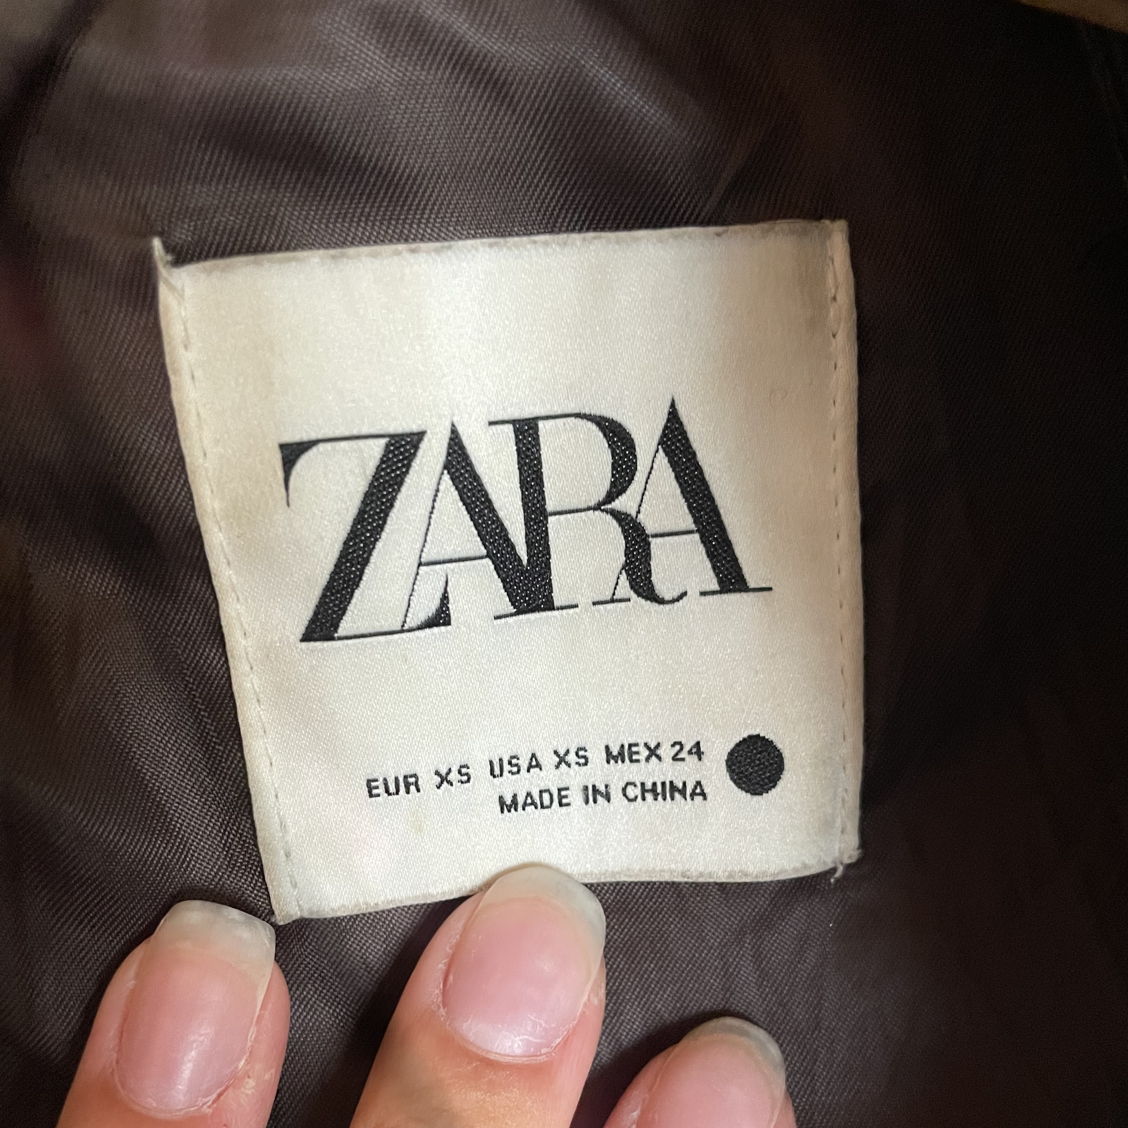 ZARA
EUR XS USA XS MEX 24
MADE IN CHINA